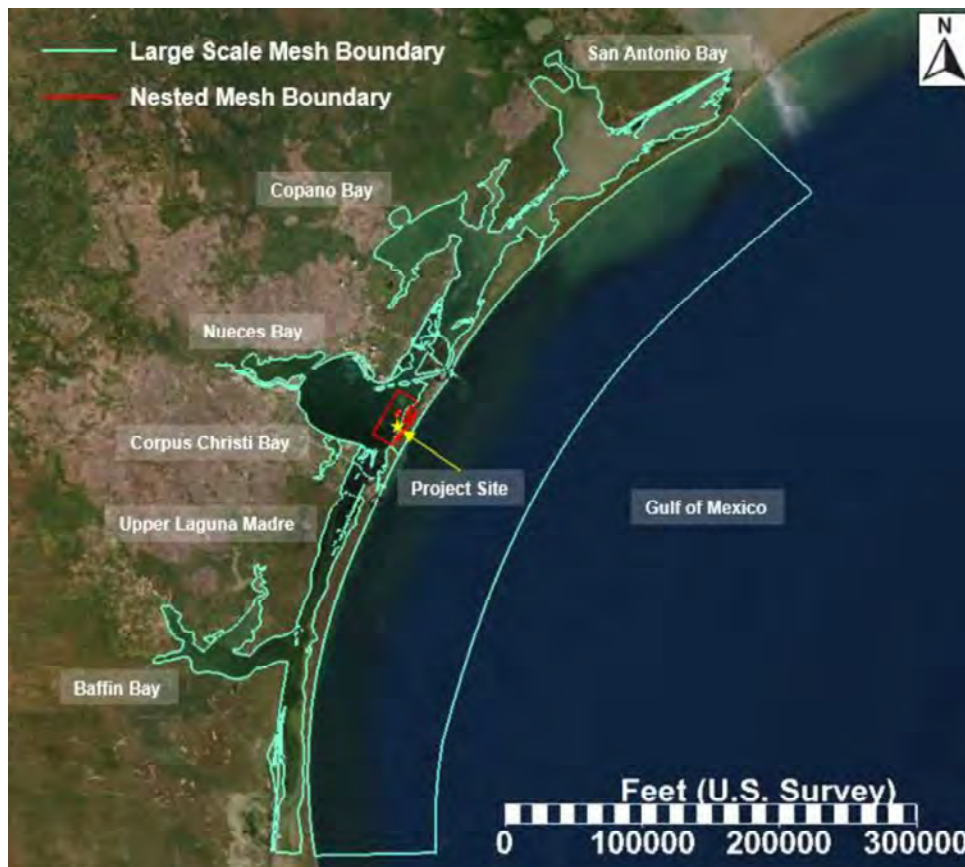 Large Scale Mesh Boundary
Nested Mesh Boundary
San Antonio Bay
N
Copano Bay
Nueces Bay
Corpus Christi Bay
Project Site
Gulf of Mexico
Upper Laguna Madre
Baffin Bay
Feet (U.S. Survey)
0 100000 200000 300000